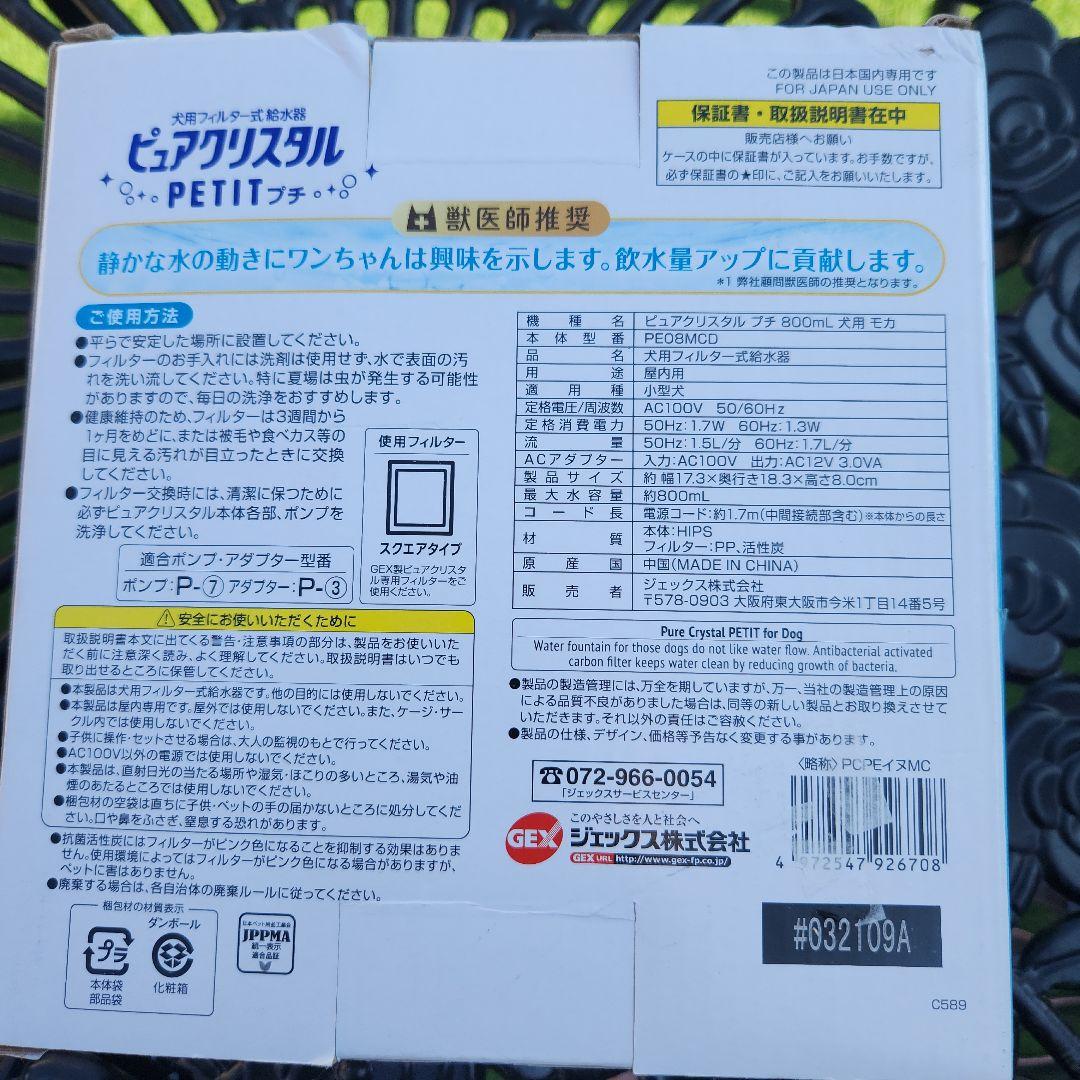 この製品は日本国内専用です
FOR JAPAN USE ONLY
保証書・取扱説明書在中
販売店様へお願い
ケースの中に保証書が入っています。お手数ですが、
必ず保証書の★印に、ご記入をお願いいたします。
犬用フィルター式給水器
ピュアクリスタル
PETITプチ
獣医師推奨
静かな水の動きにワンちゃんは興味を示します。飲水量アップに貢献します。
*1 弊社顧問獣医師の推奨となります。
ご使用方法
●平らで安定した場所に設置してください。
●フィルターのお手入れには洗剤は使用せず、水で表面の汚
れを洗い流してください。特に夏場は虫が発生する可能性
がありますので、毎日の洗浄をおすすめします。
●健康維持のため、フィルターは3週間から
1ヶ月をめどに、または被毛や食べカス等の
目に見える汚れが目立ったときに交換
してください。
●フィルター交換時には、清潔に保つために
必ずピュアクリスタル本体各部、ポンプを
洗浄してください。
使用フィルター
スクエアタイプ
GEX製ピュアクリスタ
ル専用フィルターをご
使用ください。
適合ポンプ・アダプター型番
ポンプ:P-⑦ アダプター:P-③
⚠安全にお使いいただくために
取扱説明書本文に出てくる警告・注意事項の部分は、製品をお使いいた
だく前に注意深く読み、よく理解してください。取扱説明書はいつでも
取り出せるところに保管してください。
●本製品は犬用フィルター式給水器です。他の目的には使用しないでください。
●本製品は屋内専用です。屋外では使用しないでください。また、ケージ・サー
クル内では使用しないでください。
●子供に操作・セットさせる場合は、大人の監視のもとで行ってください。
●AC100V以外の電源では使用しないでください。
●本製品は、直射日光の当たる場所や湿気・ほこりの多いところ、湯気や油
煙のあたるところでは使用しないでください。
●梱包材の空袋は直ちに子供・ペットの手の届かないところに処分してくだ
さい。口や鼻をふさぎ、窒息する恐れがあります。
●抗菌活性炭にはフィルターがピンク色になることを抑制する効果はありま
せん。使用環境によってはフィルターがピンク色になる場合がありますが、
ペットに害はありません。
●廃棄する場合は、各自治体の廃棄ルールに従ってください。
梱包材の材質表示
ダンボール
プラ
本体袋
部品袋
化粧箱
日本ペット用品工業会
JPPMA
統一表示
適合品証
機種名 ピュアクリスタル プチ 800mL 犬用 モカ
本体型番 PE08MCD
品名 犬用フィルター式給水器
用途 屋内用
適用種 小型犬
定格電圧/周波数 AC100V 50/60Hz
定格消費電力 50Hz:1.7W 60Hz:1.3W
流量 50Hz:1.5L/分 60Hz:1.7L/分
ACアダプター 入力:AC100V 出力:AC12V 3.0VA
製品サイズ 約 幅17.3×奥行き18.3×高さ8.0cm
最大水容量 約800mL
コード長 電源コード:約1.7m(中間接続部含む)※本体からの長さ
材質 本体:HIPS
フィルター:PP、活性炭
原産国 中国(MADE IN CHINA)
販売者 ジェックス株式会社
〒578-0903 大阪府東大阪市今米1丁目14番5号
Pure Crystal PETIT for Dog
Water fountain for those dogs do not like water flow. Antibacterial activated
carbon filter keeps water clean by reducing growth of bacteria.
●製品の製造管理には、万全を期していますが、万一、当社の製造管理上の原因
による品質不良がありました場合は、同等の新しい製品とお取り換えさせて
いただきます。それ以外の責任はご容赦ください。
●製品の仕様、デザイン、価格等予告なく変更する事があります。
☎072-966-0054
「ジェックスサービスセンター」
〈略称〉PCPEイヌMC
GEX
このやさしさを人と社会へ
ジェックス株式会社
GEX URL http://www.gex-fp.co.jp/
4 972547 926708
#032109A
C589